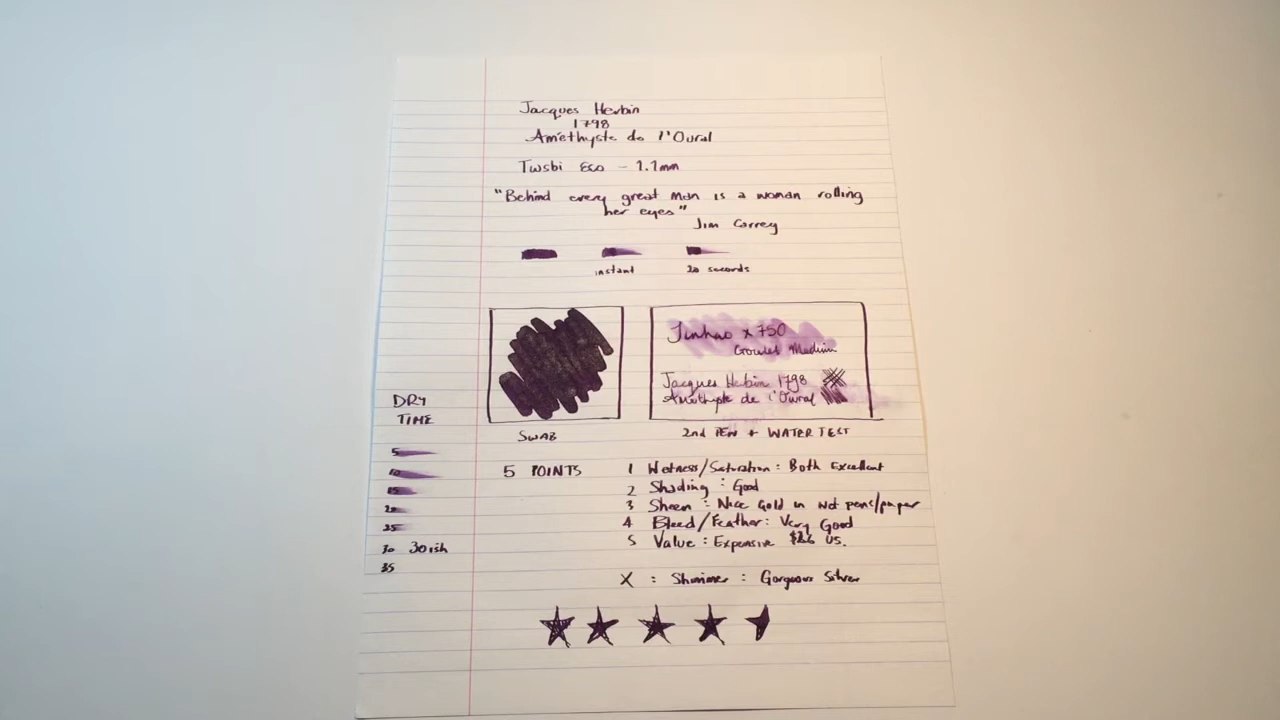 Jacques Herbin
1798
Améthyste de l'Oural
Twsbi Eco - 1.1mm
"Behind every great man is a woman rolling
her eyes"
Jim Carrey
instant
20 seconds
Jinhao x750
Medium
Jacques Herbin 1798
Améthyste de l'Oural
SWAB
2nd PEN + WATER TEST
DRY
TIME
5
10
15
20
25
30 30ish
35
5 POINTS
1 Wetness/Saturation: Both Excellent
2 Shading: Good
3 Sheen: Nice Gold in wet pens/paper
4 Bleed/Feather: Very Good
5 Value: Expensive US.
X : Shimmer: Gorgeous Silver